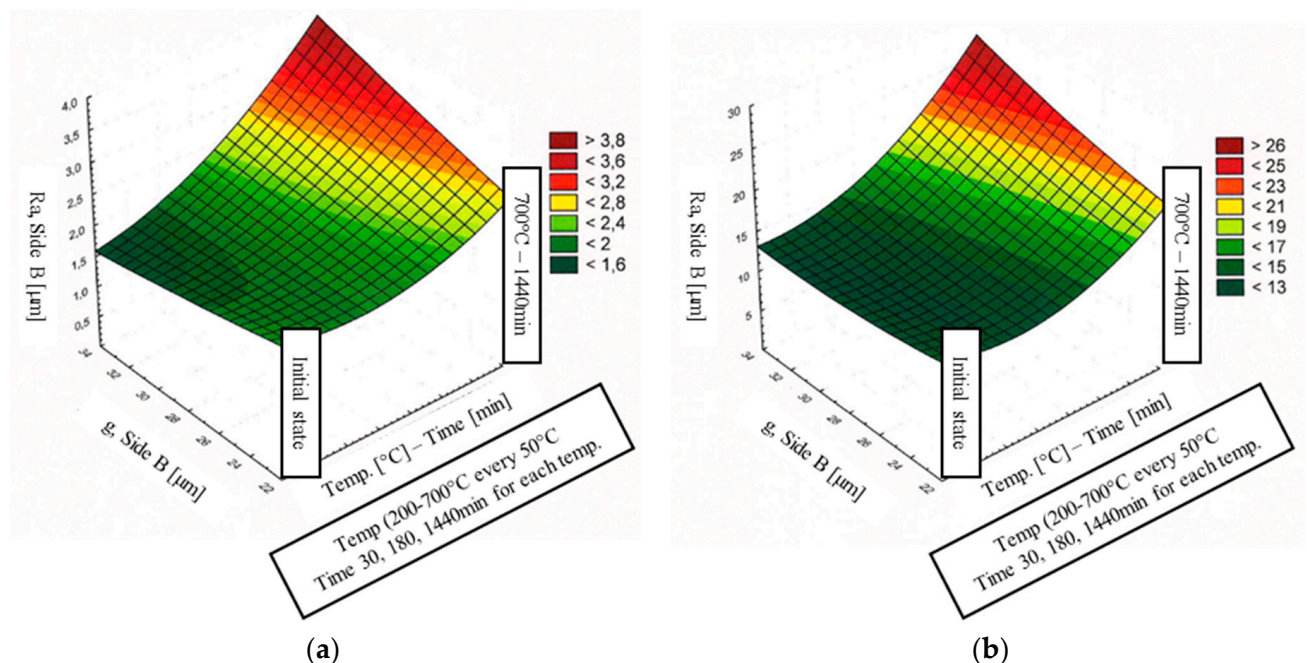 4,0
3,5
3,0
2,5
2,0
1,5
1,0
0,5
Ra, Side B [μm]
34
32
30
28
26
24
22
g, Side B [μm]
Initial state
700°C – 1440min
Temp. [°C] – Time [min]
Temp (200-700°C every 50°C
Time 30, 180, 1440min for each temp.
> 3,8
< 3,6
< 3,2
< 2,8
< 2,4
< 2
< 1,6
(a)
30
25
20
15
10
5
Ra, Side B [μm]
34
32
30
28
26
24
22
g, Side B [μm]
Initial state
700°C – 1440min
Temp. [°C] – Time [min]
Temp (200-700°C every 50°C
Time 30, 180, 1440min for each temp.
> 26
< 25
< 23
< 21
< 19
< 17
< 15
< 13
(b)